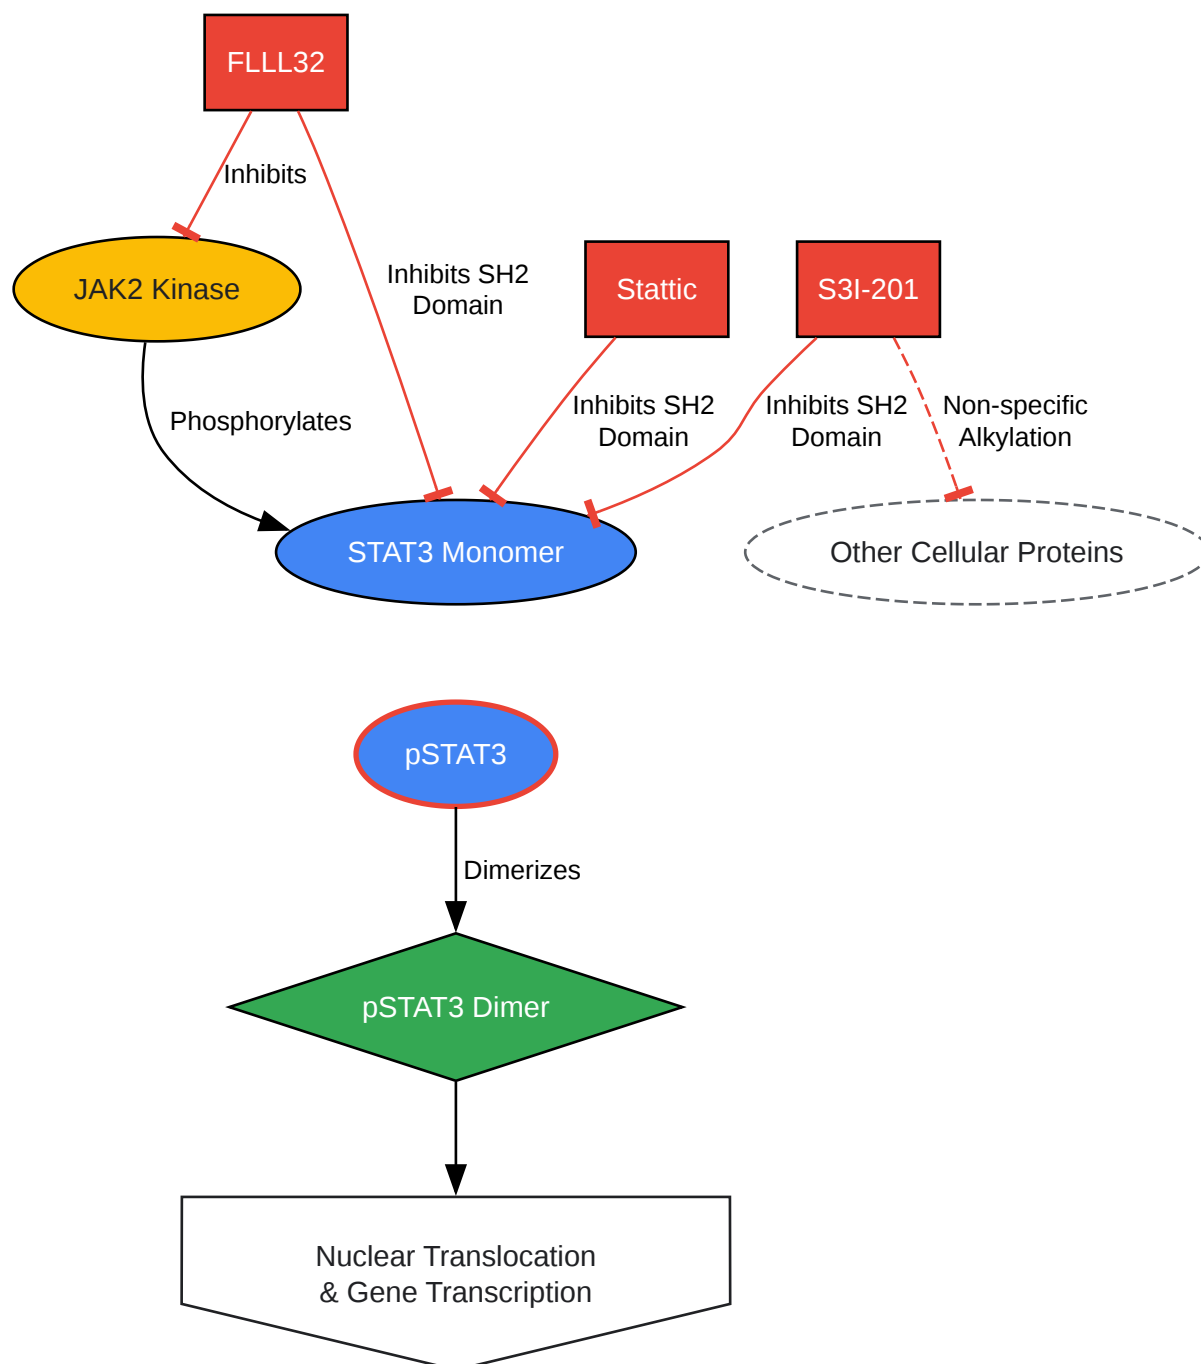 FLLL32
Inhibits
JAK2 Kinase
Inhibits SH2
Domain
Stattic
S3I-201
Phosphorylates
Inhibits SH2
Domain
Inhibits SH2
Domain
Non-specific
Alkylation
STAT3 Monomer
Other Cellular Proteins
pSTAT3
Dimerizes
pSTAT3 Dimer
Nuclear Translocation
& Gene Transcription